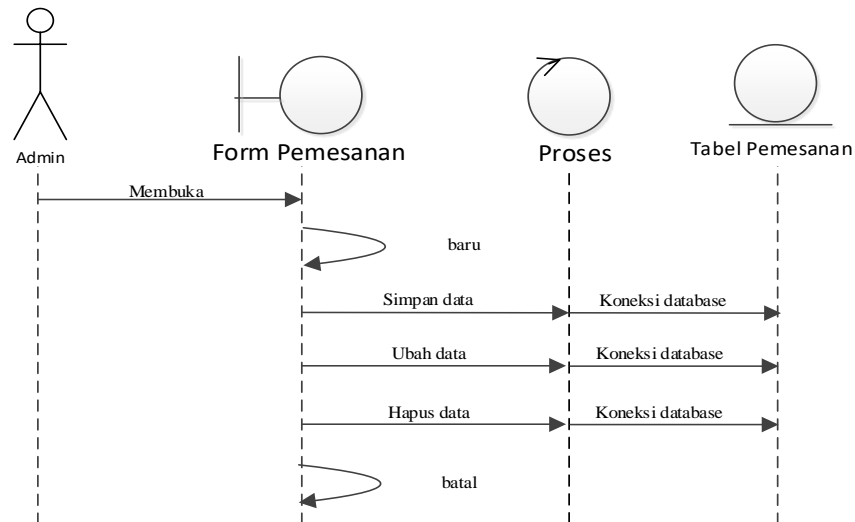 Admin
Form Pemesanan
Proses
Tabel Pemesanan
Membuka
baru
Simpan data
Koneksi database
Ubah data
Koneksi database
Hapus data
Koneksi database
batal